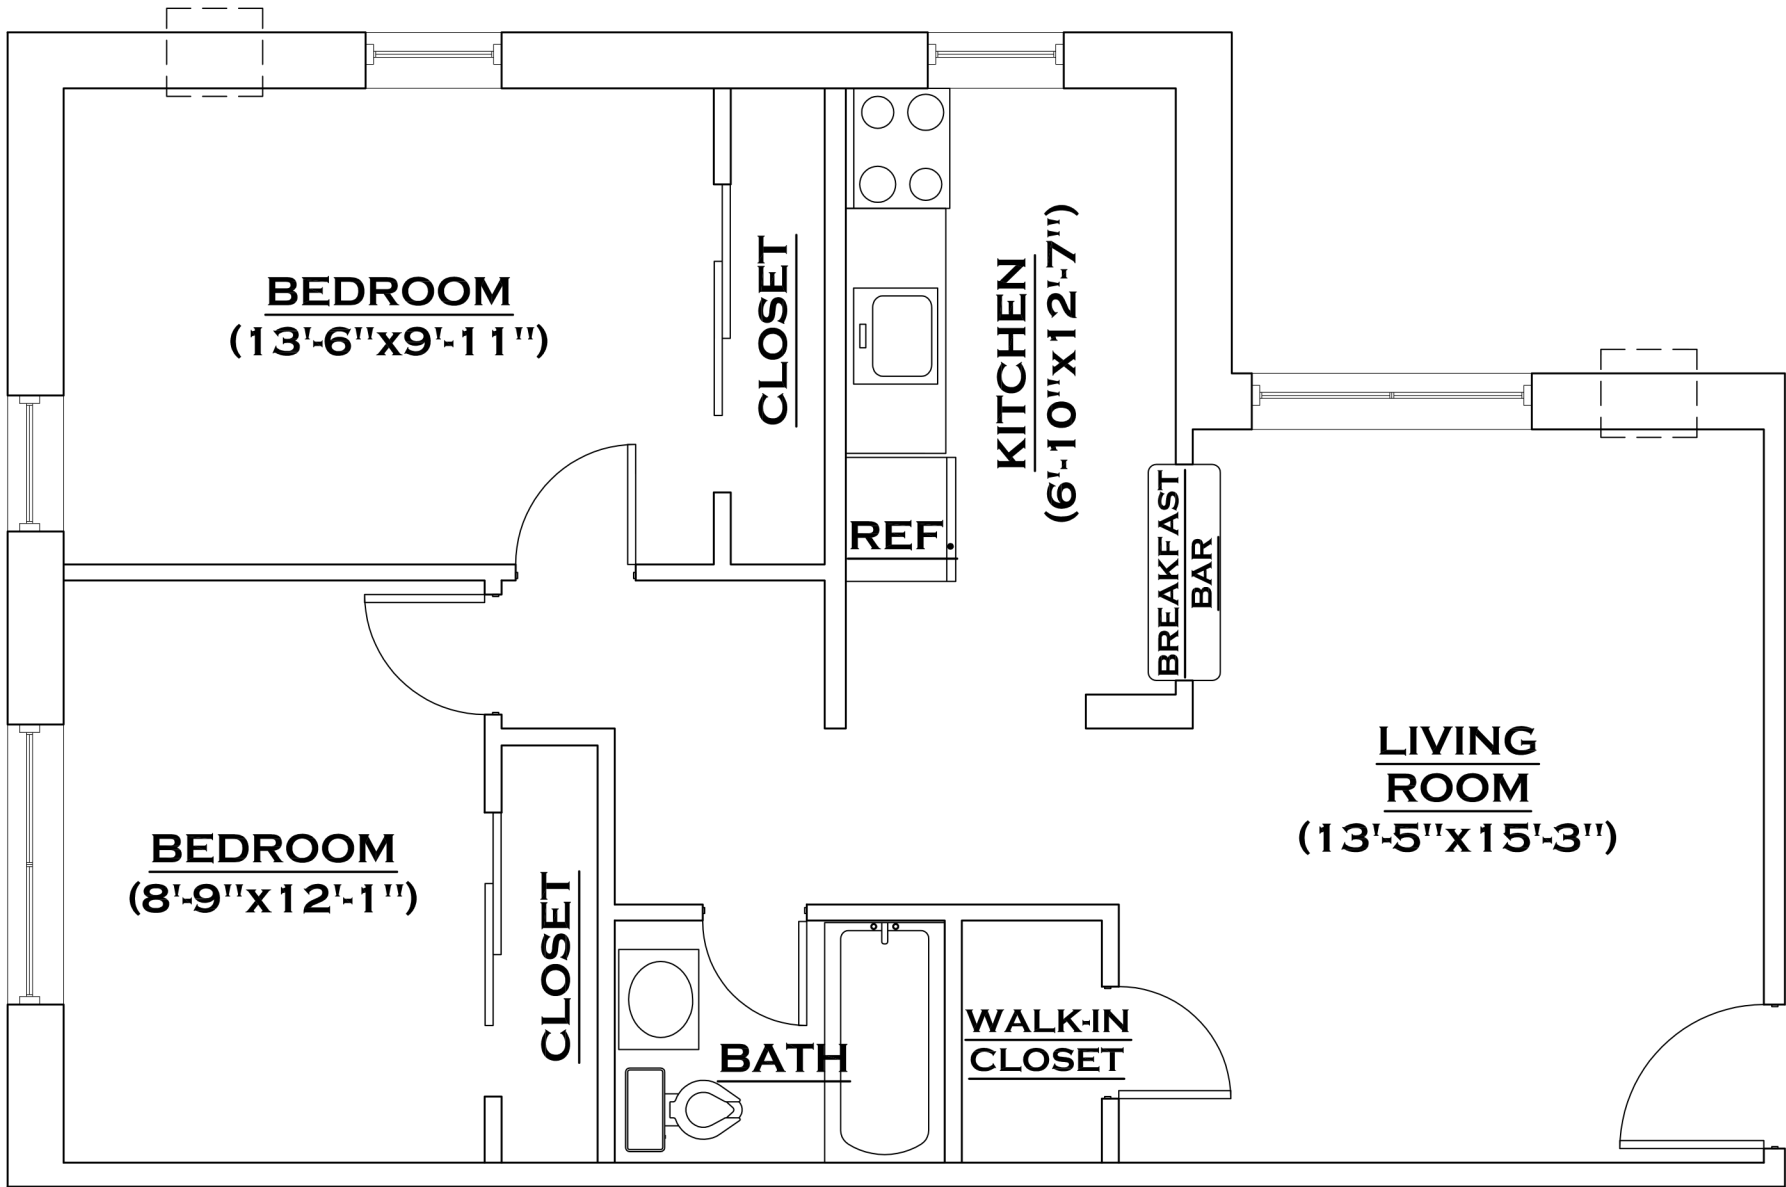 BEDROOM
(13'-6"x9'-11")
CLOSET
KITCHEN
(6'-10"x12'-7")
REF.
BREAKFAST
BAR
LIVING
ROOM
(13'-5"x15'-3")
BEDROOM
(8'-9"x12'-1")
CLOSET
BATH
WALK-IN
CLOSET